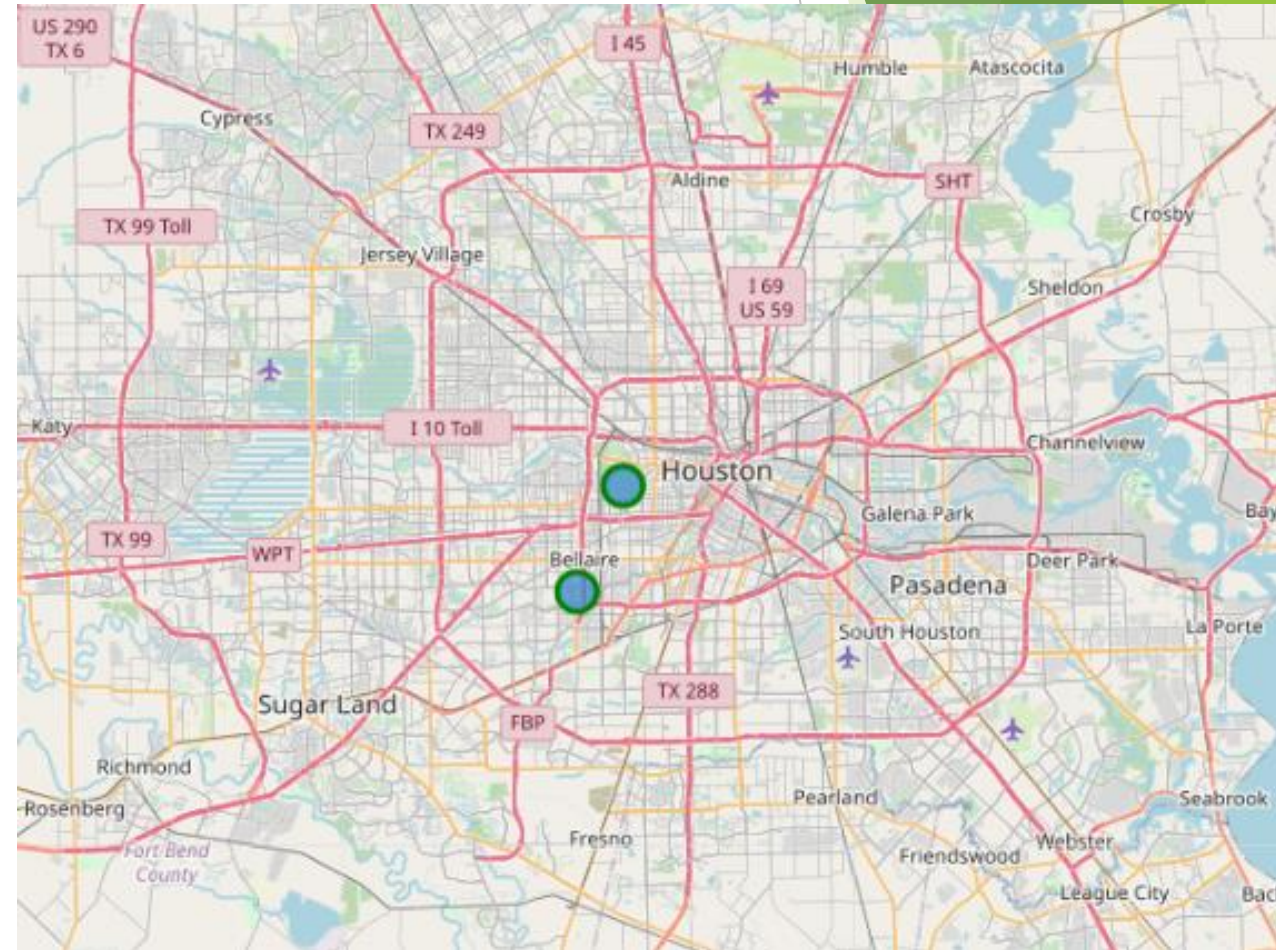 US 290
TX 6
I 45
Humble
Atascocita
Cypress
TX 249
Aldine
SHT
TX 99 Toll
Crosby
Jersey Village
I 69
US 59
Sheldon
Katy
I 10 Toll
Channelview
Houston
Galena Park
Bay
TX 99
WPT
Bellaire
Deer Park
Pasadena
South Houston
La Porte
Sugar Land
TX 288
FBP
Richmond
Rosenberg
Pearland
Seabrook
Fresno
Webster
Fort Bend
County
Friendswood
League City
Bac